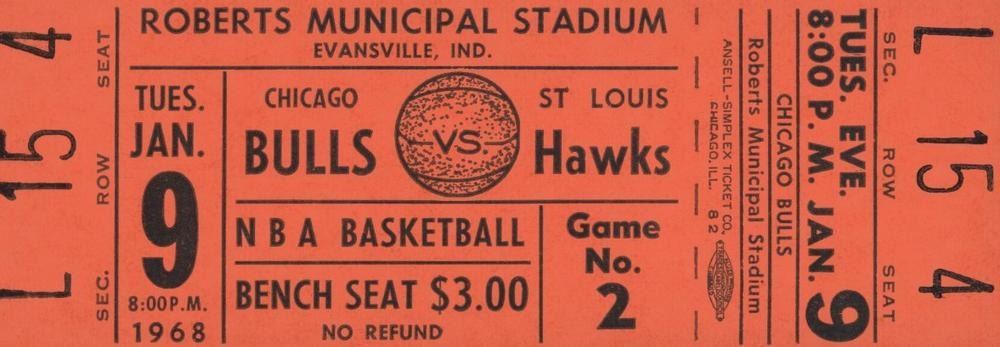 L 15 4
SEC. ROW SEAT
ROBERTS MUNICIPAL STADIUM
EVANSVILLE, IND.
TUES.
JAN.
9
8:00 P.M.
1968
CHICAGO
BULLS
VS.
ST LOUIS
Hawks
NBA BASKETBALL
BENCH SEAT $3.00
NO REFUND
Game
No.
2
ANSELL-SIMPLEX TICKET CO.
CHICAGO, ILL. 82
Roberts Municipal Stadium
CHICAGO BULLS
8:00 P. M. JAN. 9
TUES. EVE.
SEC. ROW SEAT
L 15 4